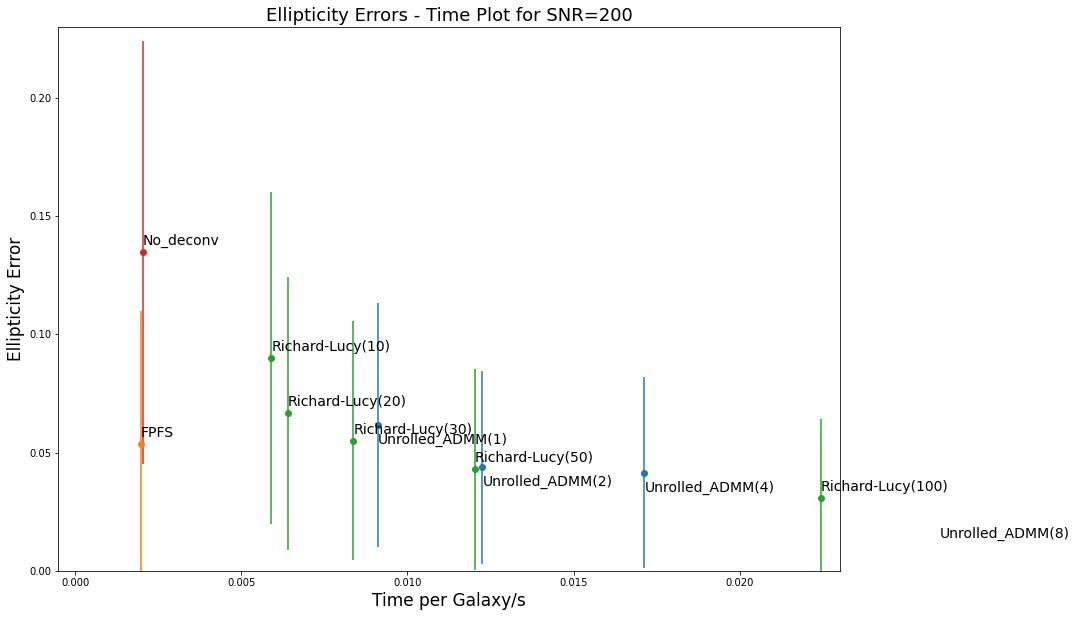 Ellipticity Errors - Time Plot for SNR=200
Ellipticity Error
0.20
0.15
0.10
0.05
0.00
No_deconv
FPFS
Richard-Lucy(10)
Richard-Lucy(20)
Richard-Lucy(30)
Unrolled_ADMM(1)
Richard-Lucy(50)
Unrolled_ADMM(2)
Unrolled_ADMM(4)
Richard-Lucy(100)
Unrolled_ADMM(8)
0.000
0.005
0.010
0.015
0.020
Time per Galaxy/s